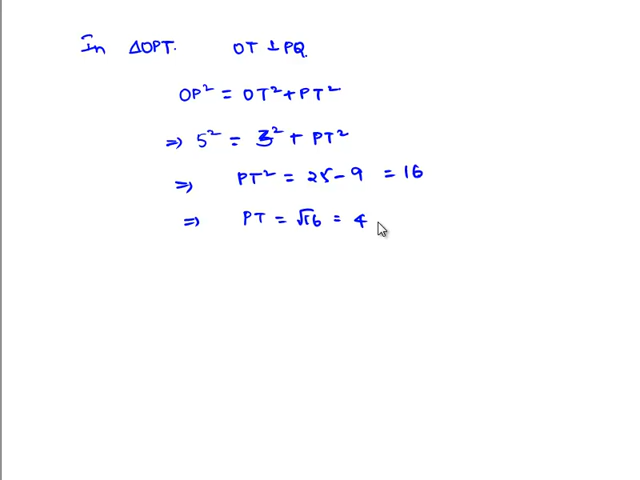 In ΔOPT. OT ⊥ PQ.
OP² = OT² + PT²
⇒ 5² = 3² + PT²
⇒ PT² = 25 − 9 = 16
⇒ PT = √16 = 4